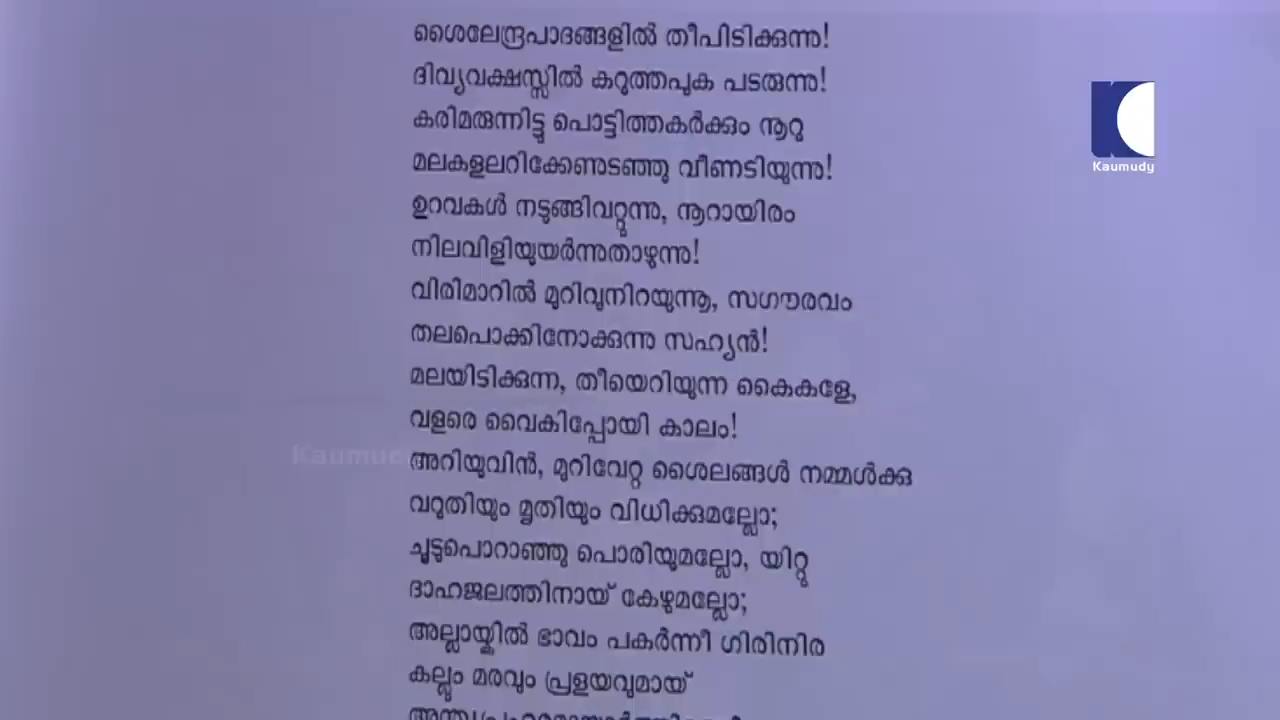 ശൈലേന്ദ്രപാദങ്ങളിൽ തീപിടിക്കുന്നു!
ദിവ്യവക്ഷസ്സിൽ കറുത്തപുക പടരുന്നു!
കരിമരുന്നിട്ടു പൊട്ടിത്തകർക്കും നൂറു
മലകളലറിക്കേണുടഞ്ഞു വീണടിയുന്നു!
ഉറവകൾ നടുങ്ങിവറ്റുന്നു, നൂറായിരം
നിലവിളിയുയർന്നുതാഴുന്നു!
വിരിമാറിൽ മുറിവുനിറയുന്നൂ, സഗൗരവം
തലപൊക്കിനോക്കുന്നു സഹ്യൻ!
മലയിടിക്കുന്ന, തീയെറിയുന്ന കൈകളേ,
വളരെ വൈകിപ്പോയി കാലം!
അറിയുവിൻ, മുറിവേറ്റ ശൈലങ്ങൾ നമ്മൾക്കു
വറുതിയും മൃതിയും വിധിക്കുമല്ലോ;
ചൂടുപൊറാഞ്ഞു പൊരിയുമല്ലോ, യിറ്റു
ദാഹജലത്തിനായ് കേഴുമല്ലോ;
അല്ലായ്കിൽ ഭാവം പകർന്നീ ഗിരിനിര
കല്ലും മരവും പ്രളയവുമായ്
Kaumudy